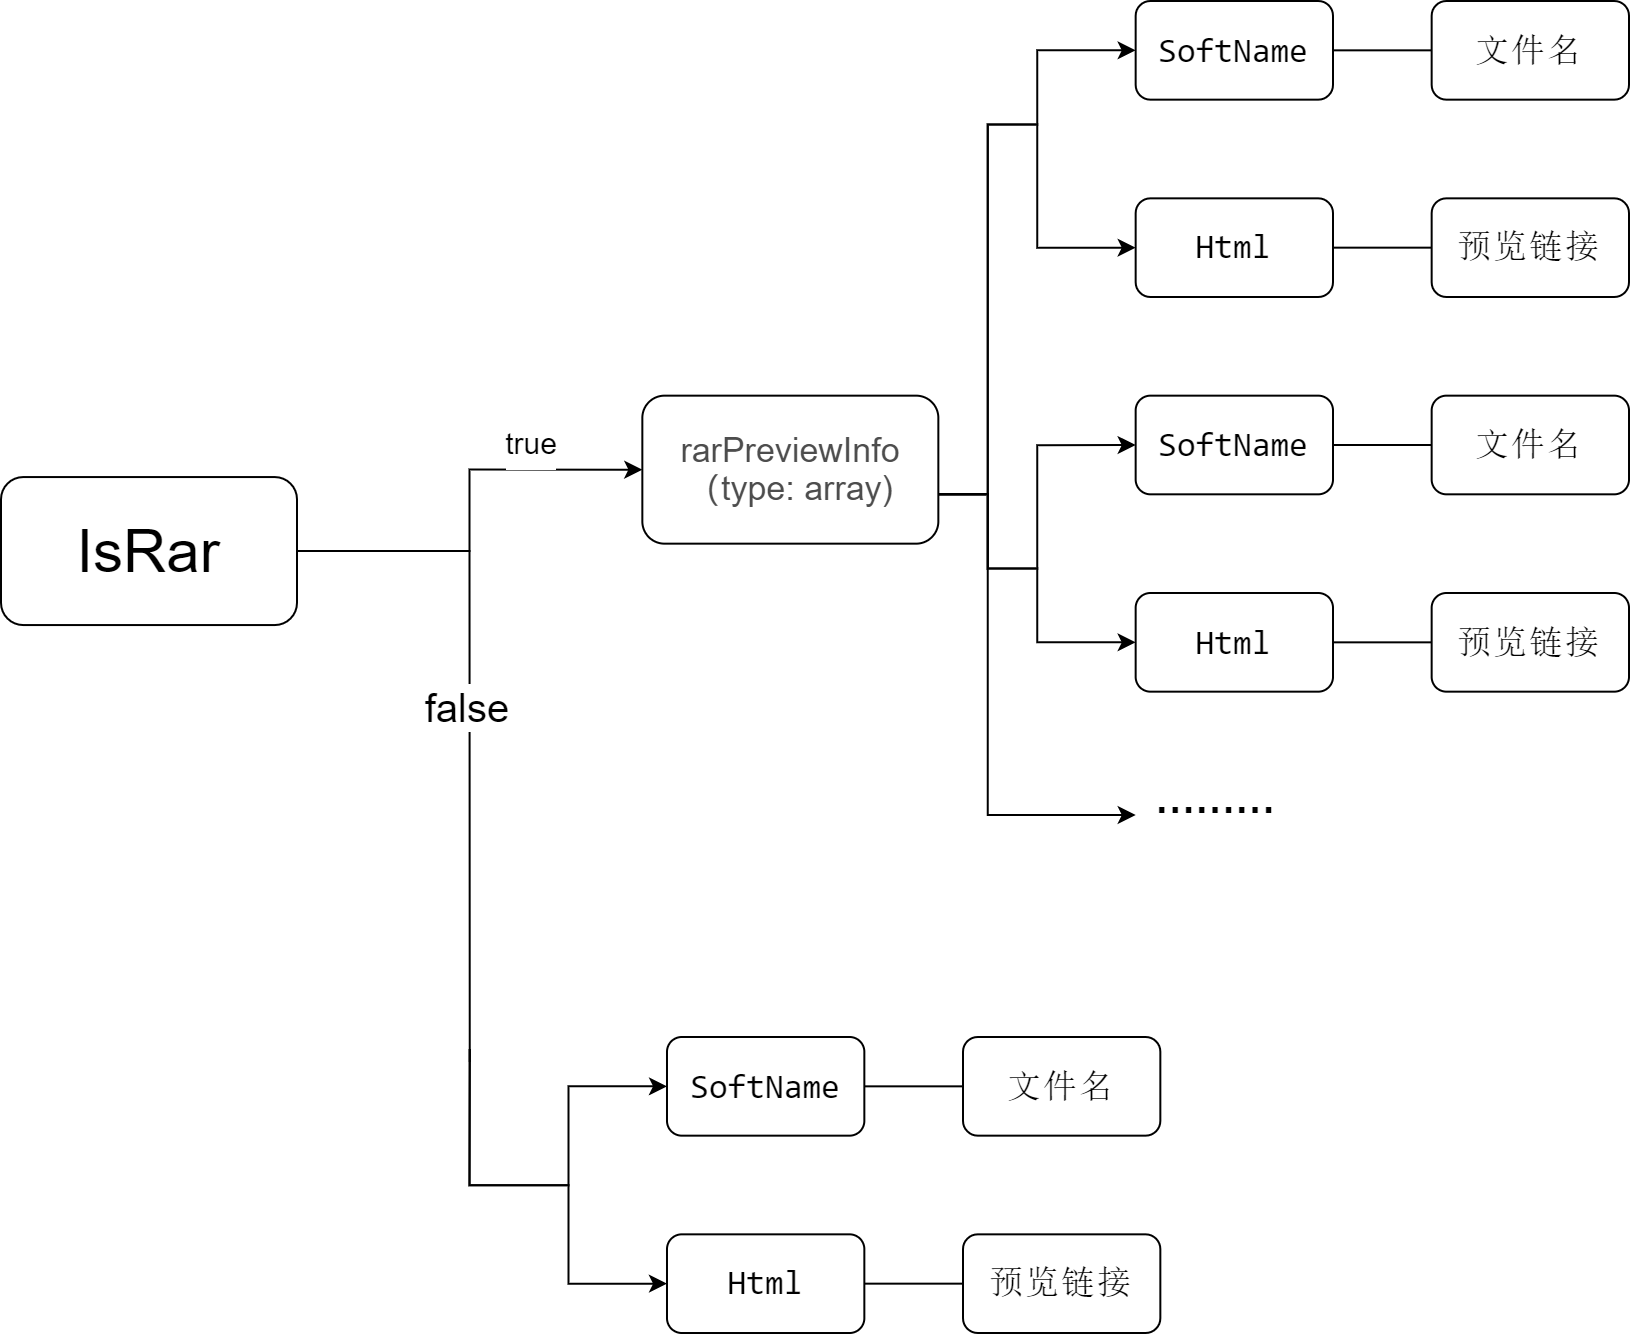 SoftName
文件名
Html
预览链接
true
rarPreviewInfo
（type: array）
SoftName
文件名
IsRar
Html
预览链接
false
.........
SoftName
文件名
Html
预览链接